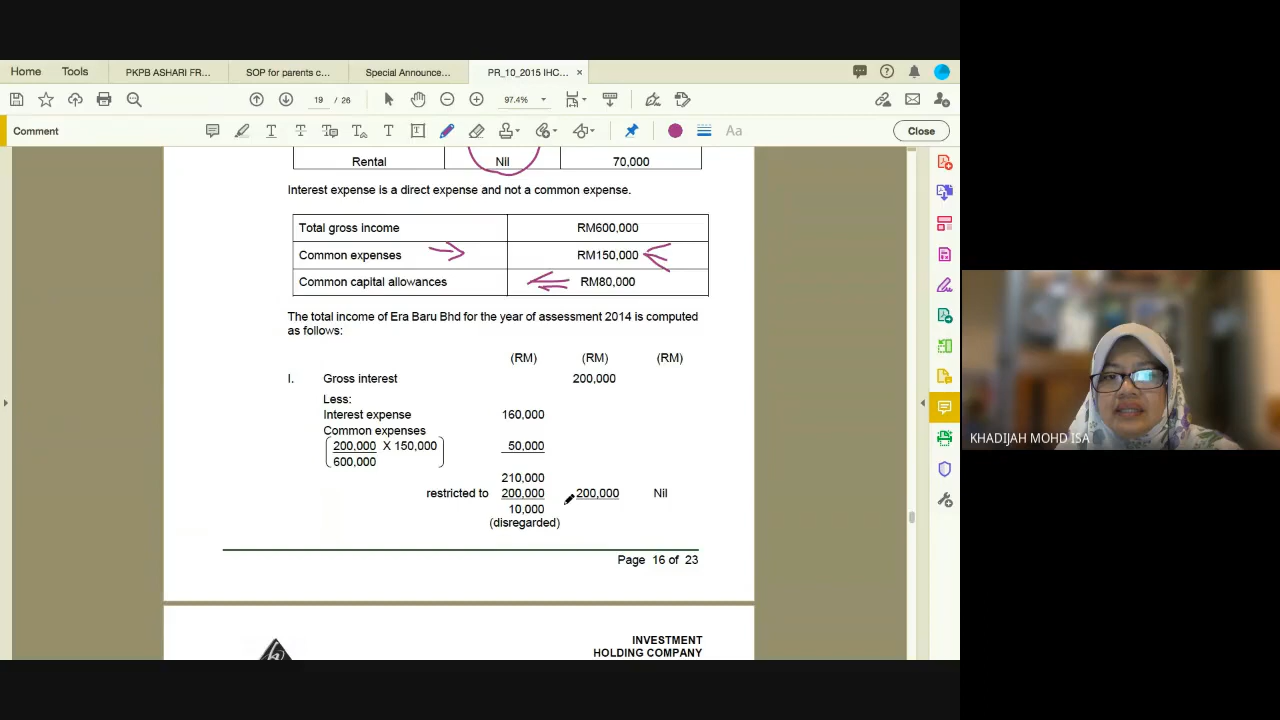 Home Tools PKPB ASHARI FR... SOP for parents c... Special Announce... PR_10_2015 IHC... ×
19 / 26 97.4%
Comment Close
Rental Nil 70,000
Interest expense is a direct expense and not a common expense.
Total gross income RM600,000
Common expenses RM150,000
Common capital allowances RM80,000
The total income of Era Baru Bhd for the year of assessment 2014 is computed
as follows:
(RM) (RM) (RM)
I. Gross interest 200,000
Less:
Interest expense 160,000
Common expenses
200,000 X 150,000 50,000
600,000
210,000
restricted to 200,000 200,000 Nil
10,000
(disregarded)
Page 16 of 23
INVESTMENT
HOLDING COMPANY
KHADIJAH MOHD ISA